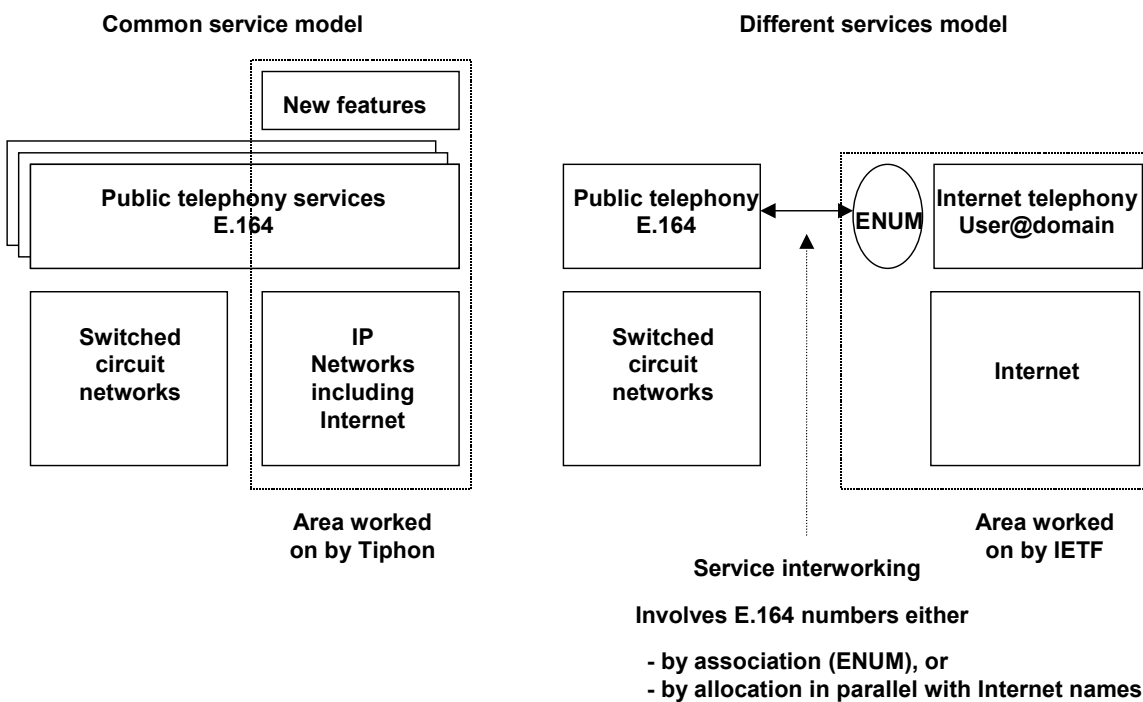 Common service model
New features
Public telephony services
E.164
Switched
circuit
networks
IP
Networks
including
Internet
Area worked
on by Tiphon
Different services model
Public telephony
E.164
ENUM
Internet telephony
User@domain
Switched
circuit
networks
Internet
Area worked
on by IETF
Service interworking
Involves E.164 numbers either
- by association (ENUM), or
- by allocation in parallel with Internet names